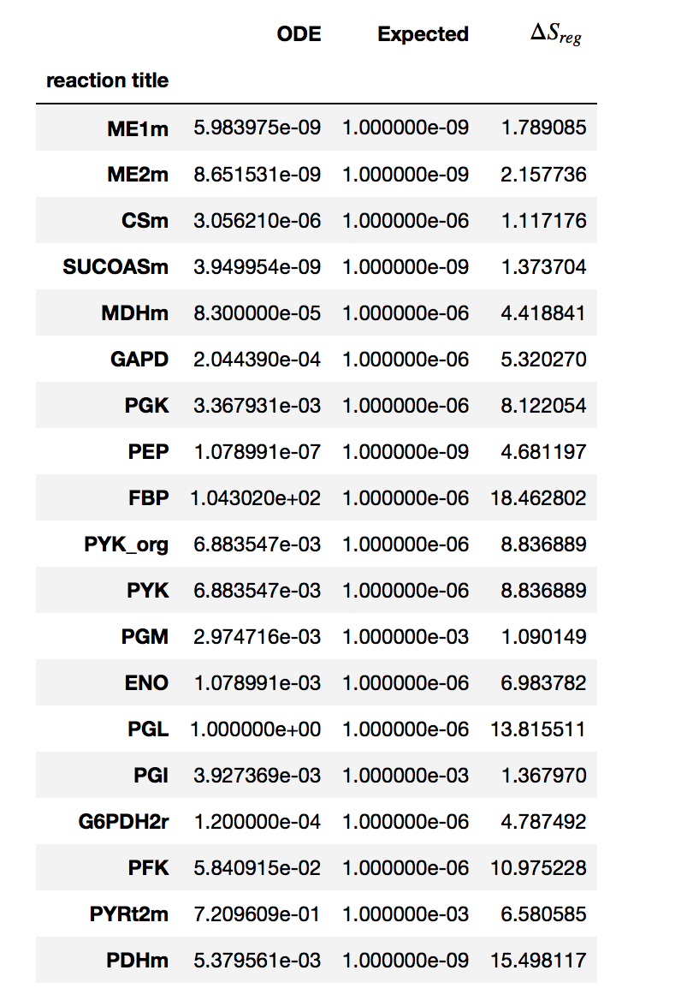 ODE Expected ΔS_reg
reaction title
ME1m 5.983975e-09 1.000000e-09 1.789085
ME2m 8.651531e-09 1.000000e-09 2.157736
CSm 3.056210e-06 1.000000e-06 1.117176
SUCOASm 3.949954e-09 1.000000e-09 1.373704
MDHm 8.300000e-05 1.000000e-06 4.418841
GAPD 2.044390e-04 1.000000e-06 5.320270
PGK 3.367931e-03 1.000000e-06 8.122054
PEP 1.078991e-07 1.000000e-09 4.681197
FBP 1.043020e+02 1.000000e-06 18.462802
PYK_org 6.883547e-03 1.000000e-06 8.836889
PYK 6.883547e-03 1.000000e-06 8.836889
PGM 2.974716e-03 1.000000e-03 1.090149
ENO 1.078991e-03 1.000000e-06 6.983782
PGL 1.000000e+00 1.000000e-06 13.815511
PGI 3.927369e-03 1.000000e-03 1.367970
G6PDH2r 1.200000e-04 1.000000e-06 4.787492
PFK 5.840915e-02 1.000000e-06 10.975228
PYRt2m 7.209609e-01 1.000000e-03 6.580585
PDHm 5.379561e-03 1.000000e-09 15.498117